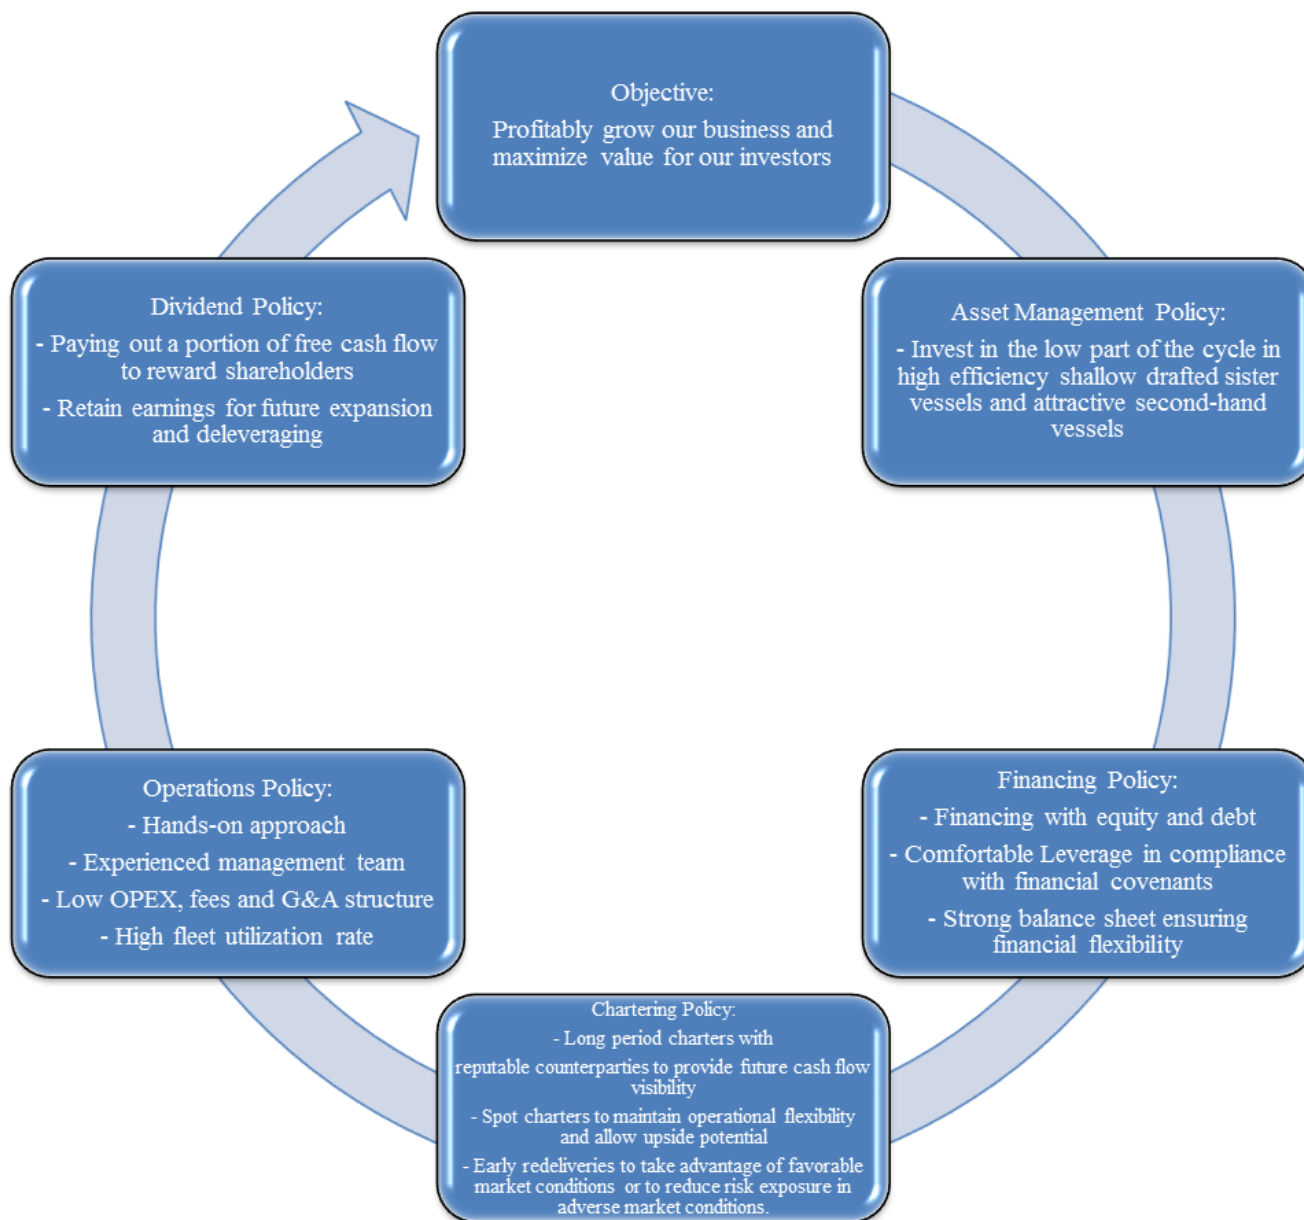 Objective:
Profitably grow our business and
maximize value for our investors
Asset Management Policy:
- Invest in the low part of the cycle in
high efficiency shallow drafted sister
vessels and attractive second-hand
vessels
Financing Policy:
- Financing with equity and debt
- Comfortable Leverage in compliance
with financial covenants
- Strong balance sheet ensuring
financial flexibility
Chartering Policy:
- Long period charters with
reputable counterparties to provide future cash flow
visibility
- Spot charters to maintain operational flexibility
and allow upside potential
- Early redeliveries to take advantage of favorable
market conditions or to reduce risk exposure in
adverse market conditions.
Operations Policy:
- Hands-on approach
- Experienced management team
- Low OPEX, fees and G&A structure
- High fleet utilization rate
Dividend Policy:
- Paying out a portion of free cash flow
to reward shareholders
- Retain earnings for future expansion
and deleveraging